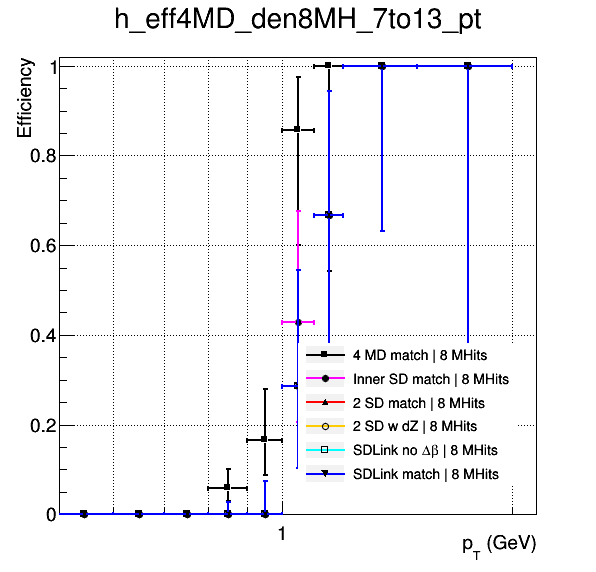 h_eff4MD_den8MH_7to13_pt
Efficiency
1
0.8
0.6
0.4
0.2
0
4 MD match | 8 MHits
Inner SD match | 8 MHits
2 SD match | 8 MHits
2 SD w dZ | 8 MHits
SDLink no Δβ | 8 MHits
SDLink match | 8 MHits
1
p_T (GeV)